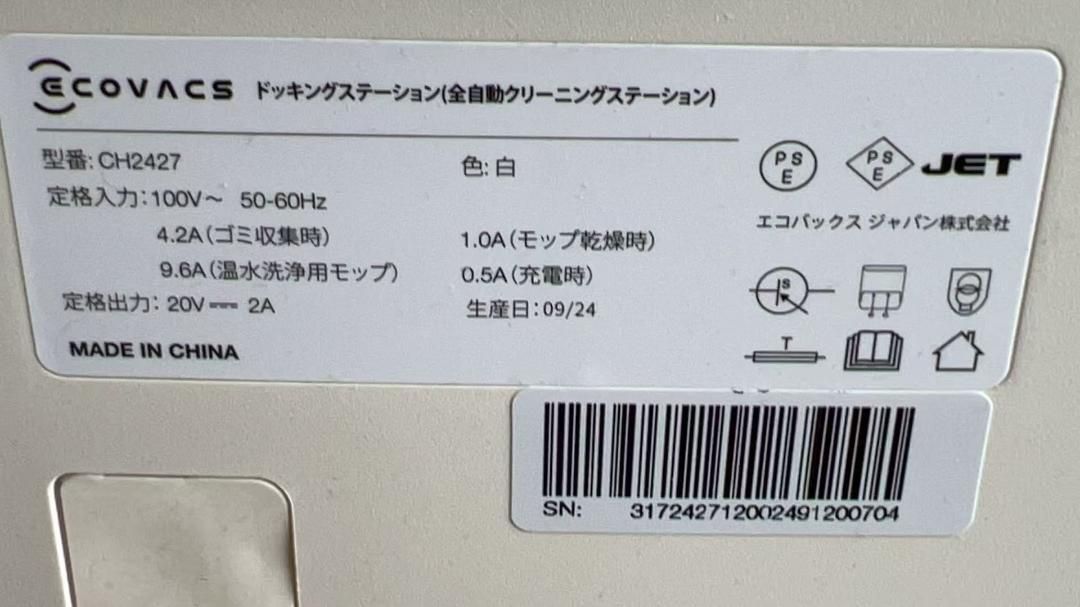 ECOVACS ドッキングステーション(全自動クリーニングステーション)
型番: CH2427 色: 白
定格入力: 100V～ 50-60Hz
4.2A(ゴミ収集時) 1.0A(モップ乾燥時)
9.6A(温水洗浄用モップ) 0.5A(充電時)
定格出力: 20V⎓ 2A 生産日: 09/24
MADE IN CHINA
PS
E
PS
E
JET
エコバックス ジャパン株式会社
S
T
SN: 3172427120024912​00704